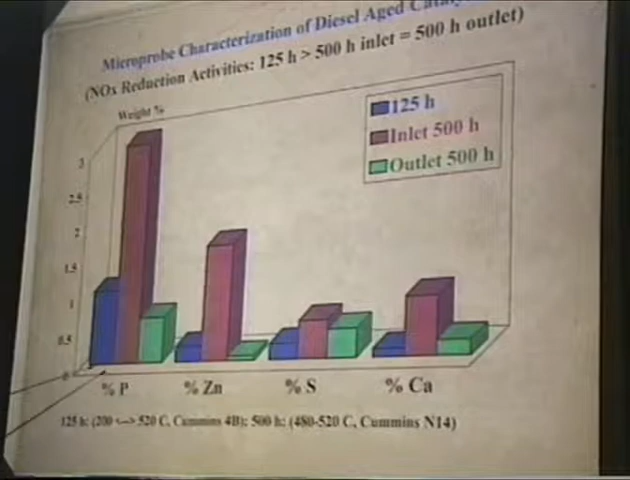 Microprobe Characterization of Diesel Aged
(NOx Reduction Activities: 125 h > 500 h inlet = 500 h outlet)
Weight %
125 h
Inlet 500 h
Outlet 500 h
3
2.5
2
1.5
1
0.5
0
% P % Zn % S % Ca
125 h: (200 <--> 520 C, Cummins 4B); 500 h: (480-520 C, Cummins N14)